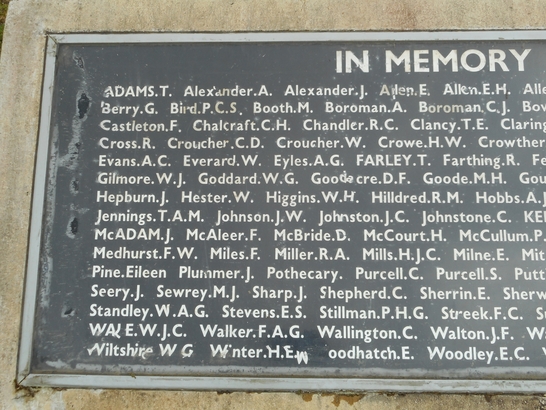 IN MEMORY
ADAMS.T. Alexander.A. Alexander.J. Allen.E. Allen.E.H.
Berry.G. Bird.P.C.S. Booth.M. Boroman.A. Boroman.C.J.
Castleton.F. Chalcraft.C.H. Chandler.R.C. Clancy.T.E.
Cross.R. Croucher.C.D. Croucher.W. Crowe.H.W. Crowther
Evans.A.C. Everard.W. Eyles.A.G. FARLEY.T. Farthing.R.
Gilmore.W.J. Goddard.W.G. Goodacre.D.F. Goode.M.H.
Hepburn.J. Hester.W. Higgins.W.H. Hilldred.R.M. Hobbs.A.
Jennings.T.A.M. Johnson.J.W. Johnston.J.C. Johnstone.C.
McADAM.J. McAleer.F. McBride.D. McCourt.H. McCullum.P.
Medhurst.F.W. Miles.F. Miller.R.A. Mills.H.J.C. Milne.E.
Pine.Eileen Plummer.J. Pothecary. Purcell.C. Purcell.S.
Seery.J. Sewrey.M.J. Sharp.J. Shepherd.C. Sherrin.E.
Standley.W.A.G. Stevens.E.S. Stillman.P.H.G. Streek.F.C.
W.J.C. Walker.F.A.G. Wallington.C. Walton.J.F.
Wiltshire W G Winter.H.E. Woodhatch.E. Woodley.E.C.